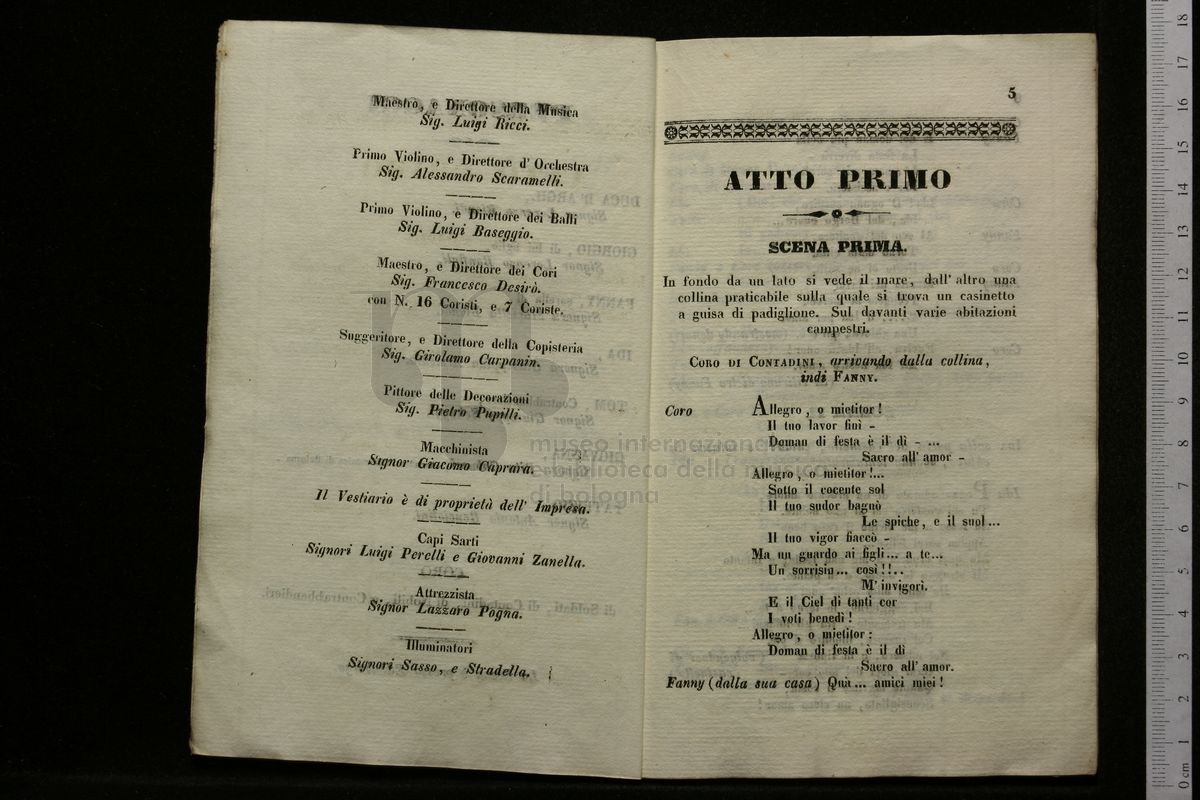 Maestro, e Direttore della Musica
Sig. Luigi Ricci.
Primo Violino, e Direttore d' Orchestra
Sig. Alessandro Scaramelli.
Primo Violino, e Direttore dei Balli
Sig. Luigi Baseggio.
Maestro, e Direttore dei Cori
Sig. Francesco Desirò.
con N. 16 Coristi, e 7 Coriste.
Suggeritore, e Direttore della Copisteria
Sig. Girolamo Carpanin.
Pittore delle Decorazioni
Sig. Pietro Pupilli.
Macchinista
Signor Giacomo Caprara.
Il Vestiario è di proprietà dell' Impresa.
Capi Sarti
Signori Luigi Perelli e Giovanni Zanella.
Attrezzista
Signor Lazzaro Pogna.
Illuminatori
Signori Sasso, e Stradella.
5
ATTO PRIMO
SCENA PRIMA.
In fondo da un lato si vede il mare, dall' altro una
collina praticabile sulla quale si trova un casinetto
a guisa di padiglione. Sul davanti varie abitazioni
campestri.
CORO DI CONTADINI, arrivando dalla collina,
indi FANNY.
Coro Allegro, o mietitor!
Il tuo lavor finì -
Doman di festa è il dì - ...
Sacro all' amor -
Allegro, o mietitor!...
Sotto il cocente sol
Il tuo sudor bagnò
Le spiche, e il suol...
Il tuo vigor fiaccò -
Ma un guardo ai figli... a te...
Un sorrisin... così!!..
M' invigorì.
E il Ciel di tanti cor
I voti benedì!
Allegro, o mietitor:
Doman di festa è il dì
Sacro all' amor.
Fanny (dalla sua casa) Quà... amici miei!
museo internazionale
e biblioteca della musica
di bologna
0 cm 1 2 3 4 5 6 7 8 9 10 11 12 13 14 15 16 17 18